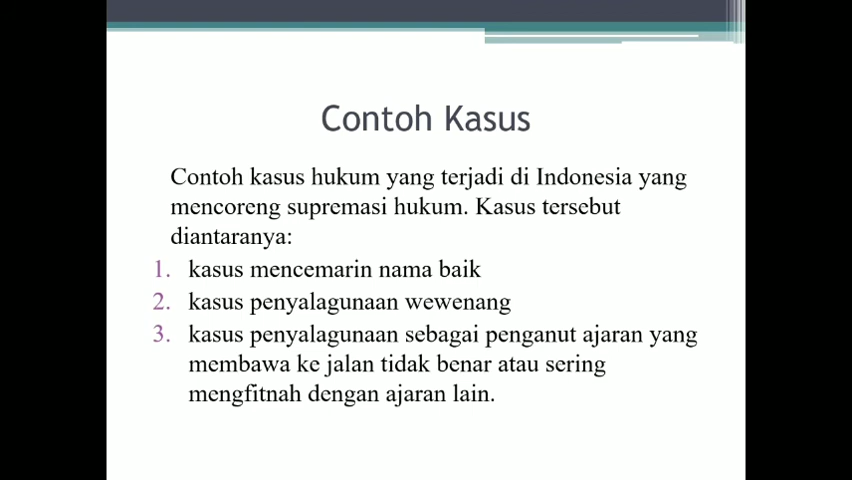 Contoh Kasus
Contoh kasus hukum yang terjadi di Indonesia yang
mencoreng supremasi hukum. Kasus tersebut
diantaranya:
1. kasus mencemarin nama baik
2. kasus penyalagunaan wewenang
3. kasus penyalagunaan sebagai penganut ajaran yang
membawa ke jalan tidak benar atau sering
mengfitnah dengan ajaran lain.